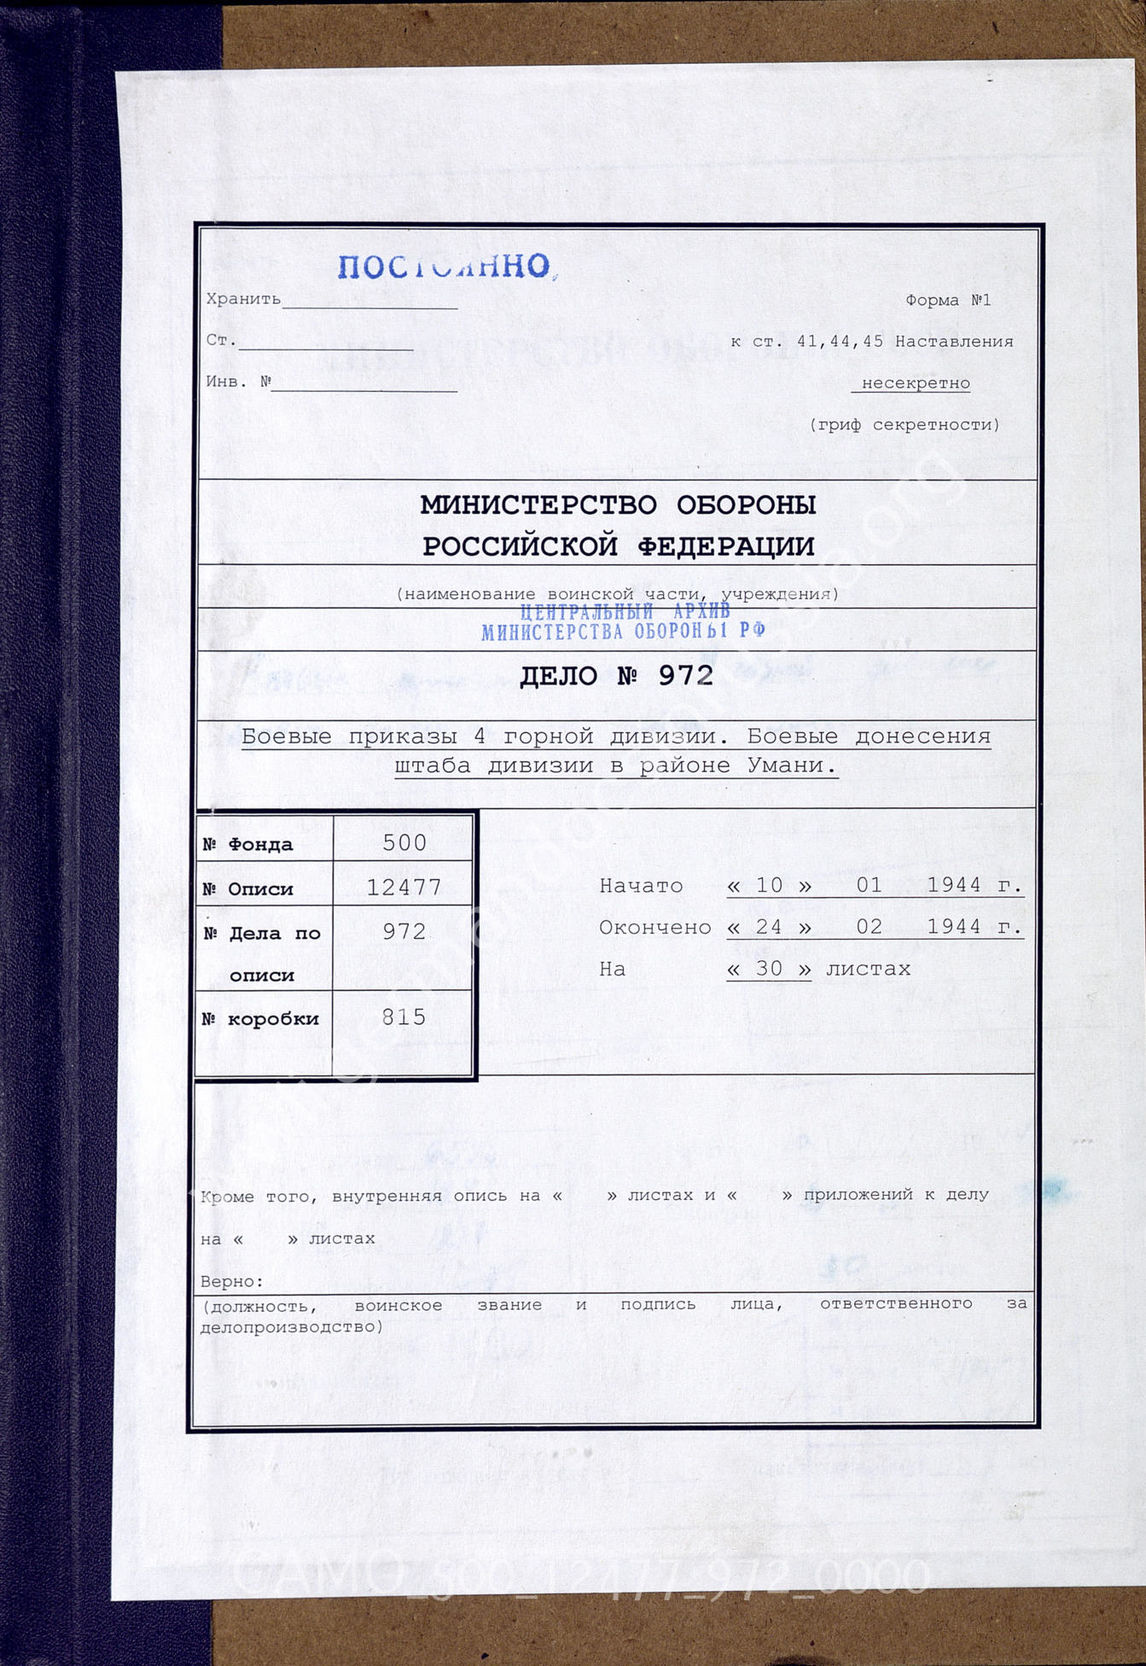 ПОСТОЯННО
Хранить
Форма №1
Ст.
к ст. 41,44,45 Наставления
Инв. №
несекретно
(гриф секретности)
МИНИСТЕРСТВО ОБОРОНЫ
РОССИЙСКОЙ ФЕДЕРАЦИИ
(наименование воинской части, учреждения)
ЦЕНТРАЛЬНЫЙ АРХИВ
МИНИСТЕРСТВА ОБОРОНЫ РФ
ДЕЛО № 972
Боевые приказы 4 горной дивизии. Боевые донесения
штаба дивизии в районе Умани.
№ Фонда 500
№ Описи 12477
№ Дела по 972
описи
№ коробки 815
Начато « 10 » 01 1944 г.
Окончено « 24 » 02 1944 г.
На « 30 » листах
Кроме того, внутренняя опись на « » листах и « » приложений к делу
на « » листах
Верно:
(должность, воинское звание и подпись лица, ответственного за
делопроизводство)
CAMO_500_12477_972_0000